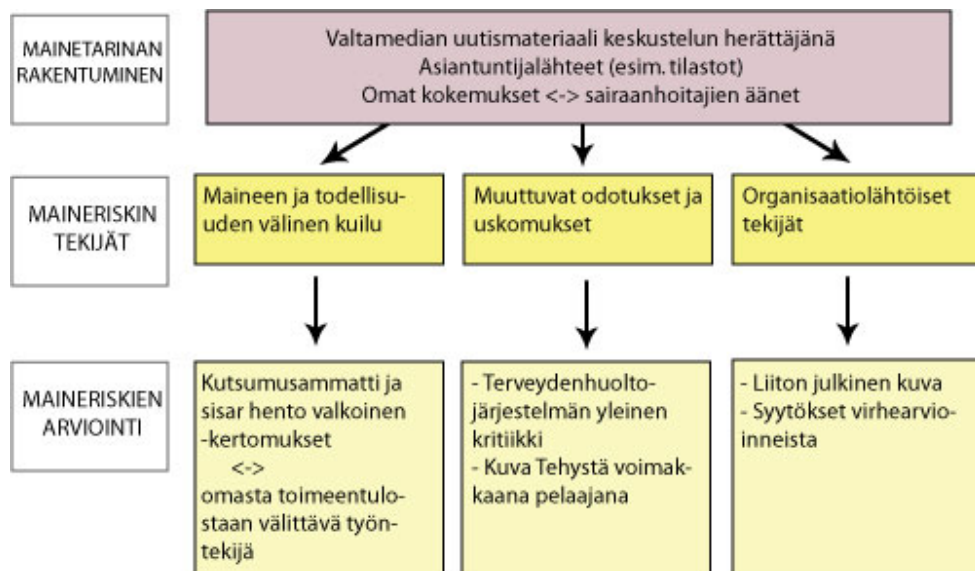 MAINETARINAN
RAKENTUMINEN
Valtamedian uutismateriaali keskustelun herättäjänä
Asiantuntijalähteet (esim. tilastot)
Omat kokemukset <-> sairaanhoitajien äänet
MAINERISKIN
TEKIJÄT
Maineen ja todellisu-
uden välinen kuilu
Muuttuvat odotukset ja
uskomukset
Organisaatiolähtöiset
tekijät
MAINERISKIEN
ARVIOINTI
Kutsumusammatti ja
sisar hento valkoinen
-kertomukset
<->
omasta toimeentulo-
staan välittävä työn-
tekijä
- Terveydenhuolto-
järjestelmän yleinen
kritiikki
- Kuva Tehystä voimak-
kaana pelaajana
- Liiton julkinen kuva
- Syytökset virhearvio-
inneista